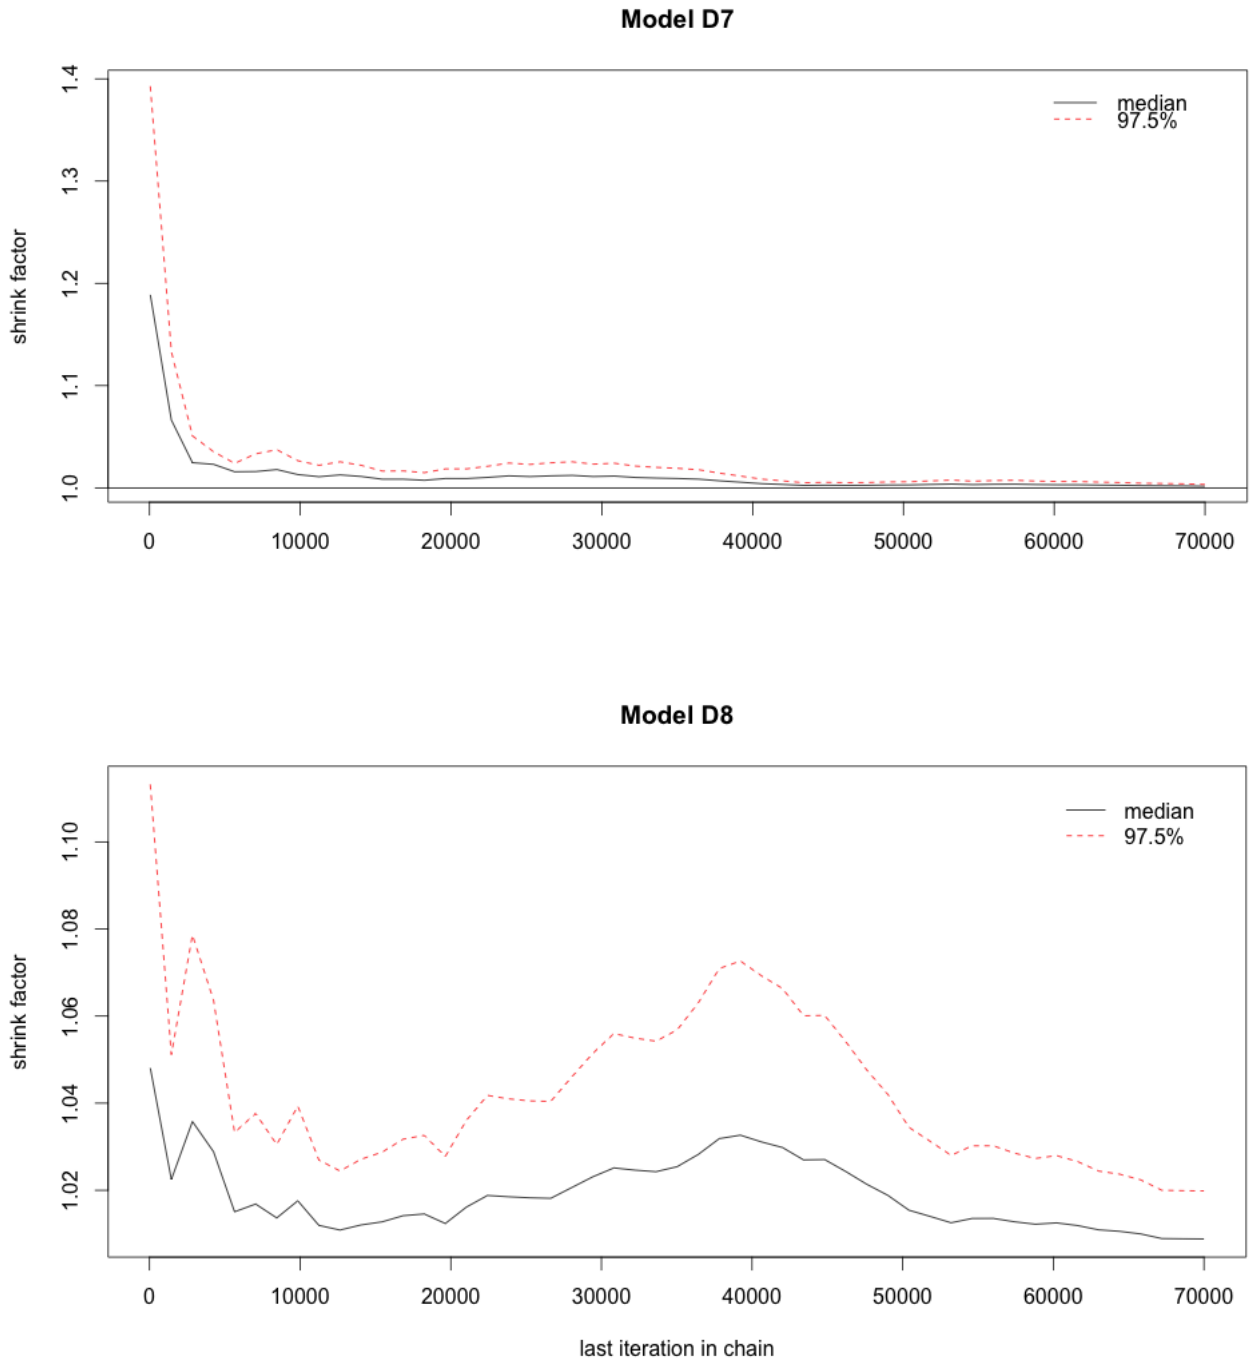 Model D7
1.4
1.3
1.2
1.1
1.0
shrink factor
median
97.5%
0 10000 20000 30000 40000 50000 60000 70000
Model D8
1.10
1.08
1.06
1.04
1.02
shrink factor
median
97.5%
0 10000 20000 30000 40000 50000 60000 70000
last iteration in chain